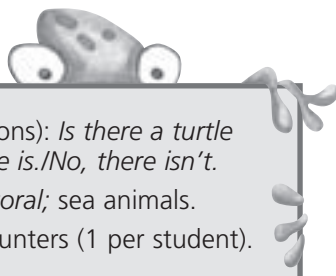 ons): Is there a turtle
e is./No, there isn't.
oral; sea animals.
unters (1 per student).